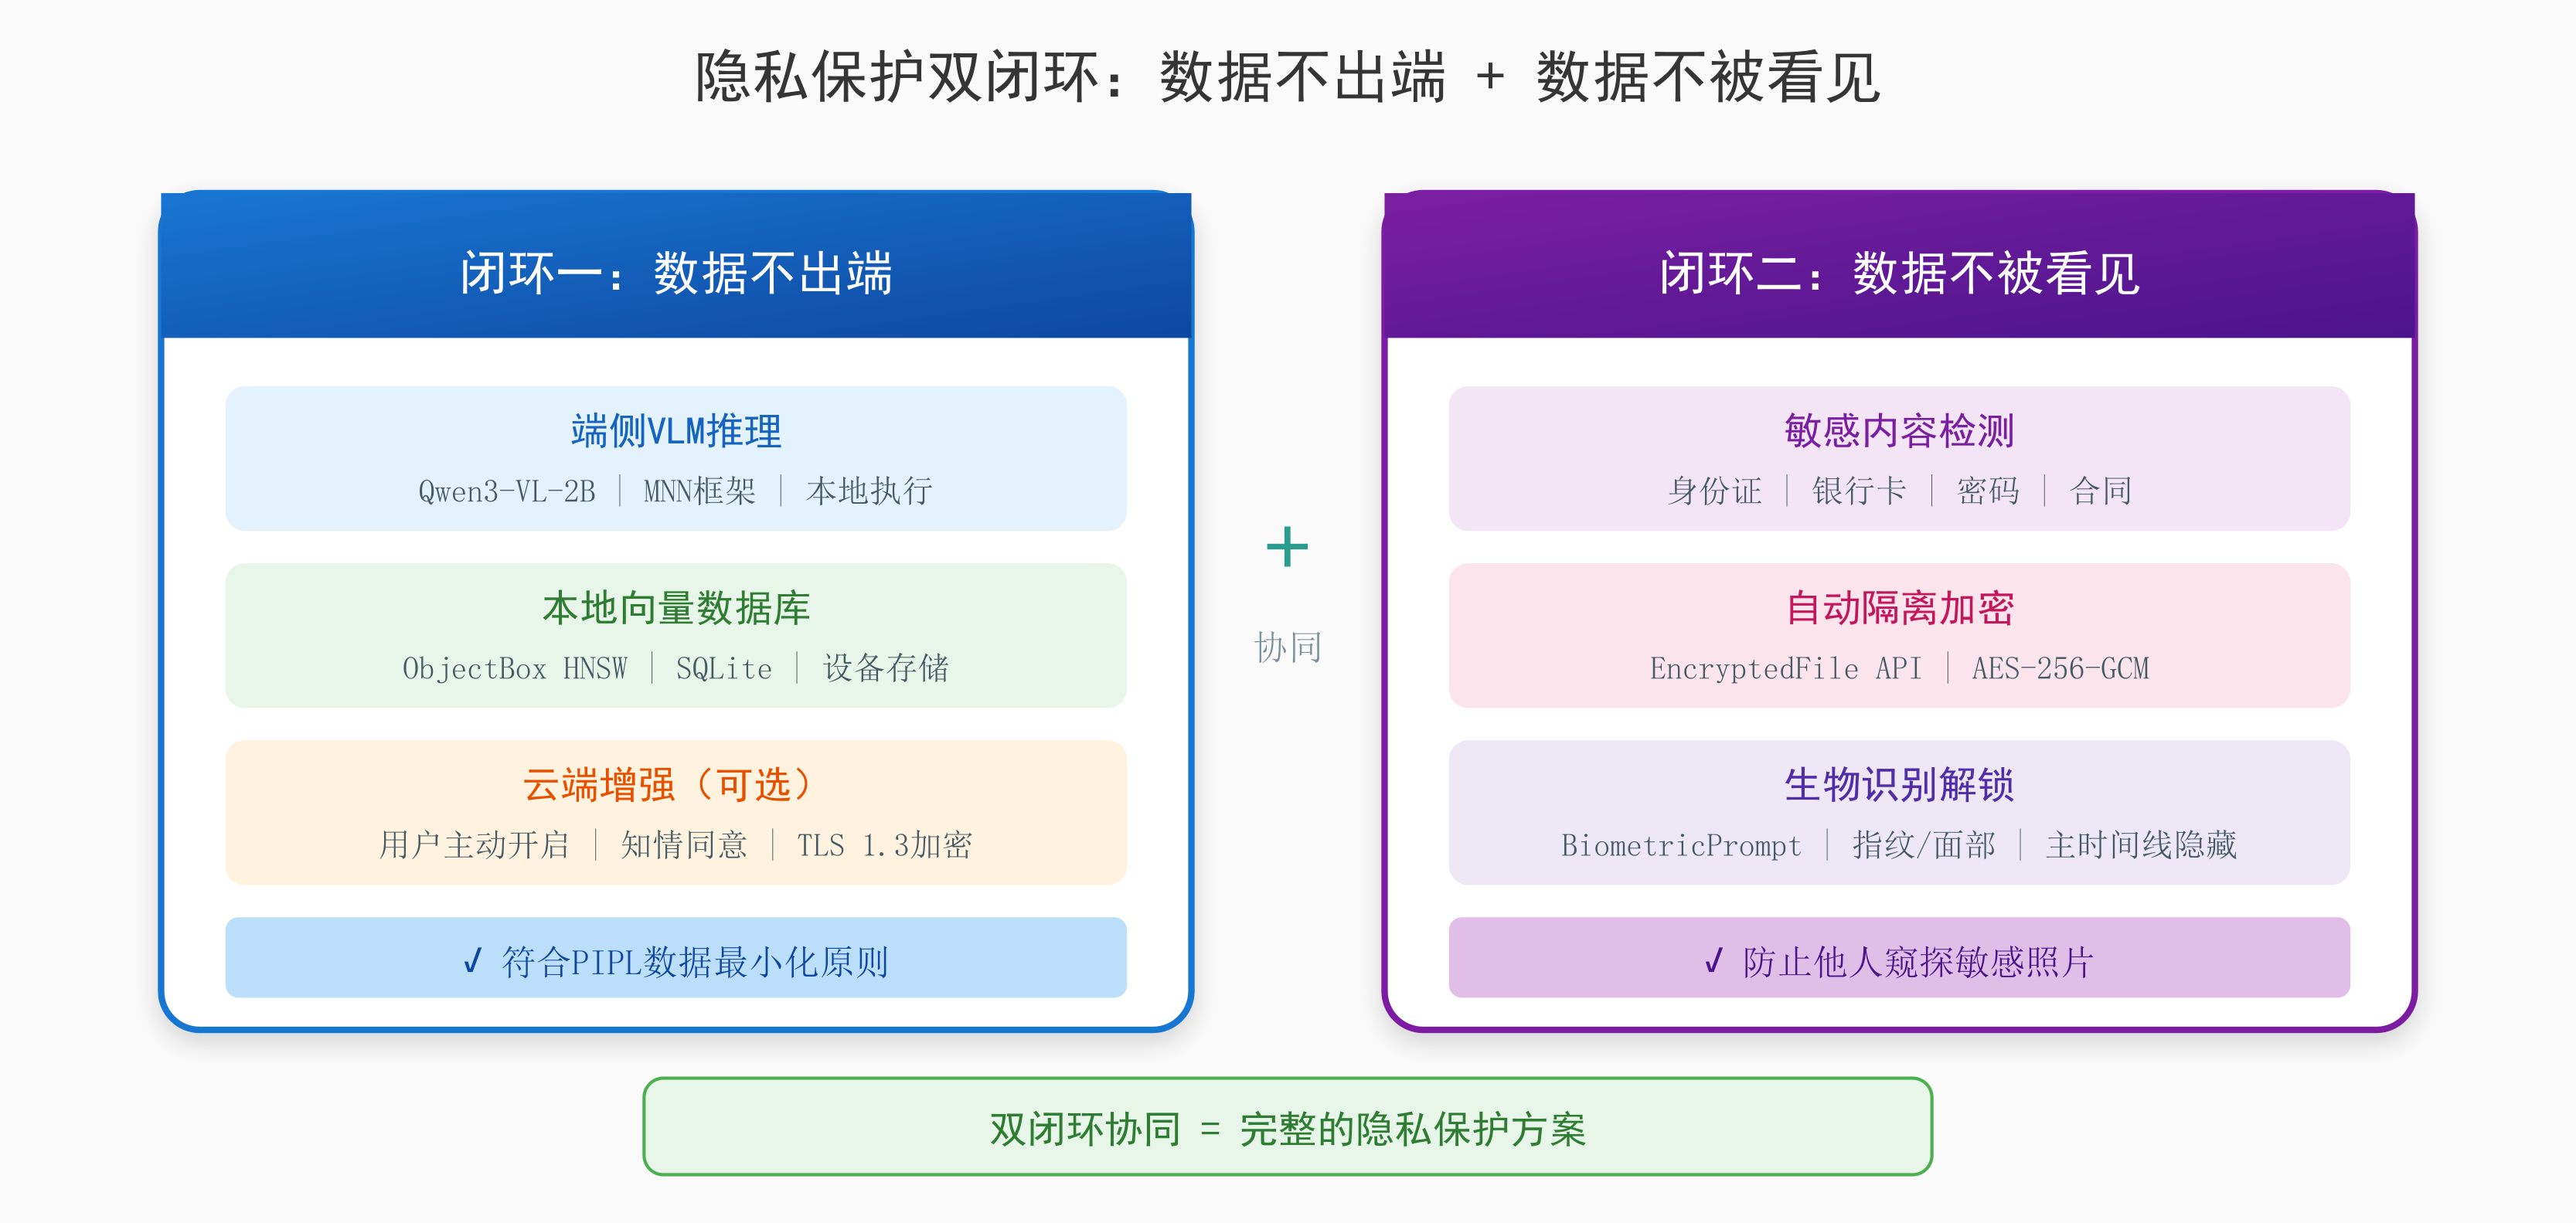 隐私保护双闭环：数据不出端 + 数据不被看见
闭环一：数据不出端
端侧VLM推理
Qwen3-VL-2B | MNN框架 | 本地执行
本地向量数据库
ObjectBox HNSW | SQLite | 设备存储
云端增强（可选）
用户主动开启 | 知情同意 | TLS 1.3加密
✓ 符合PIPL数据最小化原则
+
协同
闭环二：数据不被看见
敏感内容检测
身份证 | 银行卡 | 密码 | 合同
自动隔离加密
EncryptedFile API | AES-256-GCM
生物识别解锁
BiometricPrompt | 指纹/面部 | 主时间线隐藏
✓ 防止他人窥探敏感照片
双闭环协同 = 完整的隐私保护方案